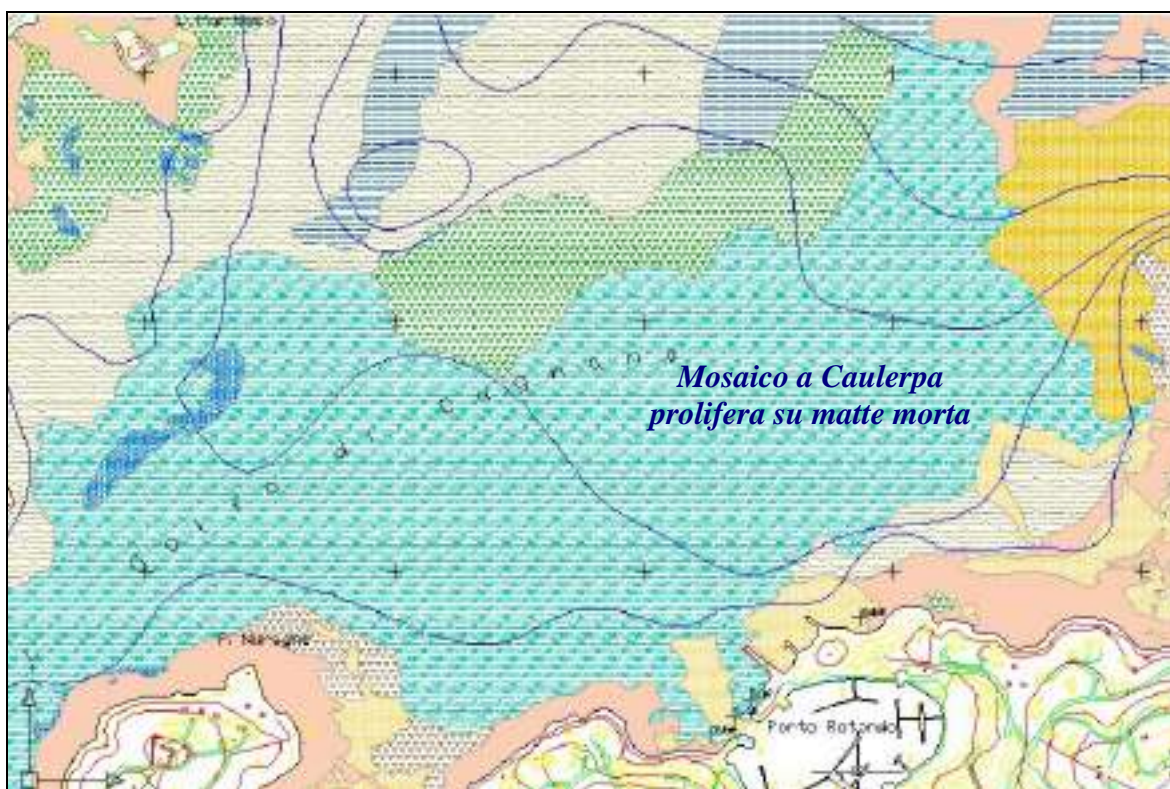 Golfo di Cugnana
Mosaico a Caulerpa
prolifera su matte morta
Porto Rotondo
Y